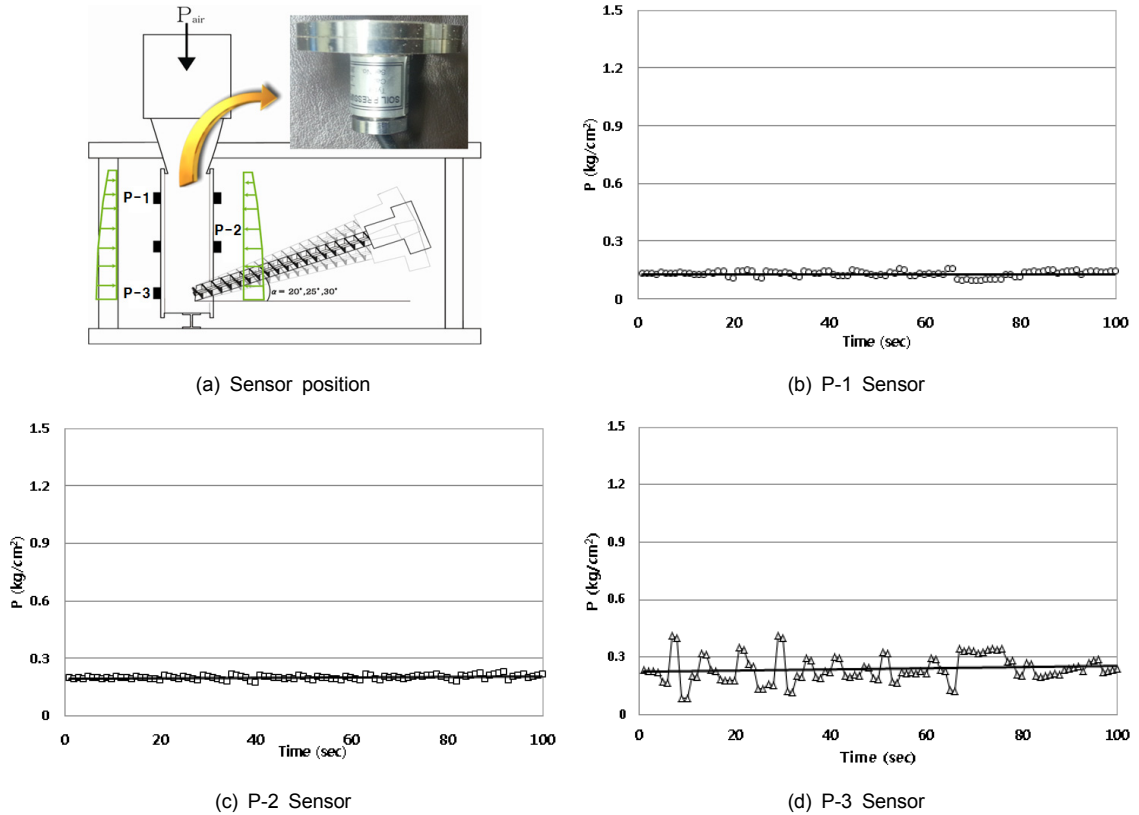 P air
SOIL PRESS
P-1
P-2
P-3
α = 20°,25°,30°
(a) Sensor position
P (kg/cm²)
1.5
1.2
0.9
0.6
0.3
0
0 20 40 60 80 100
Time (sec)
(b) P-1 Sensor
P (kg/cm²)
1.5
1.2
0.9
0.6
0.3
0
0 20 40 60 80 100
Time (sec)
(c) P-2 Sensor
P (kg/cm²)
1.5
1.2
0.9
0.6
0.3
0
0 20 40 60 80 100
Time (sec)
(d) P-3 Sensor